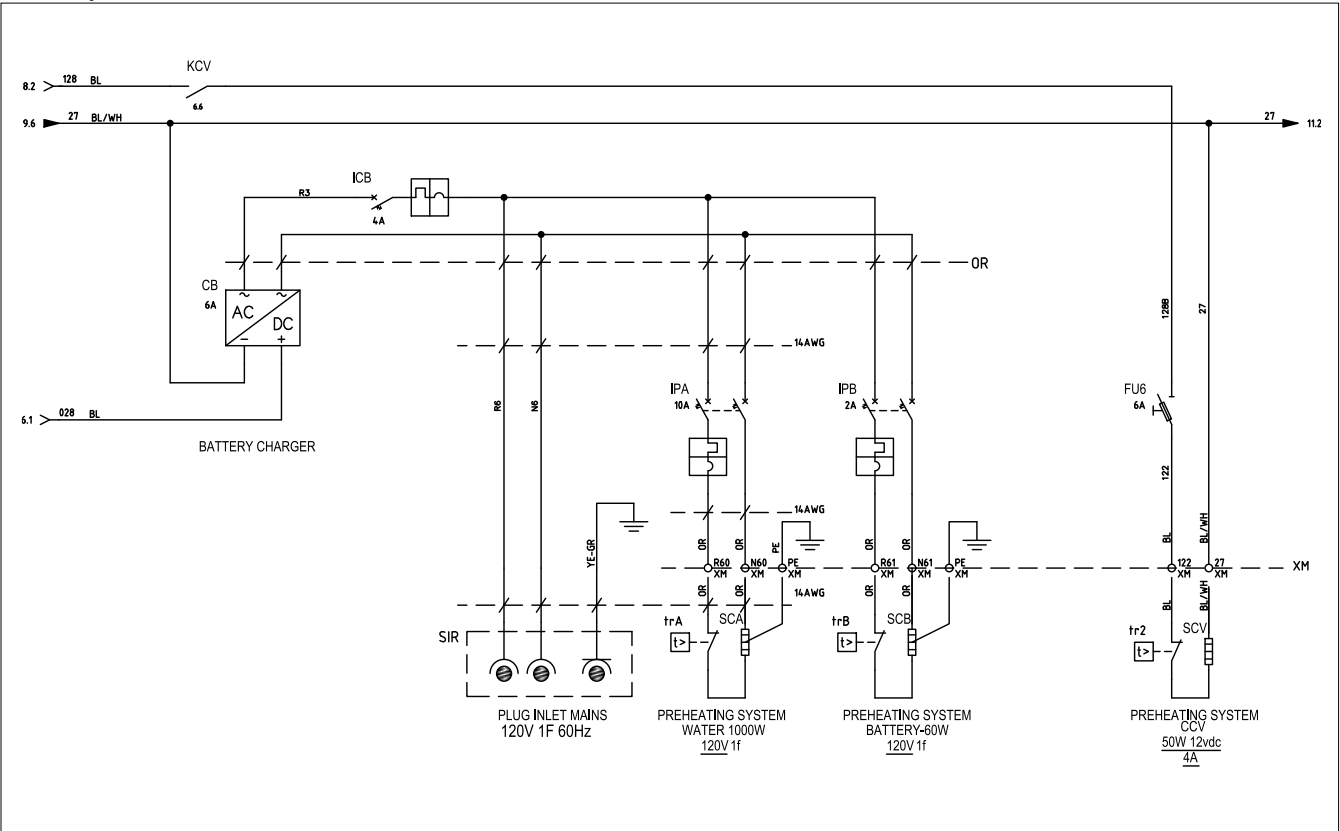 KCV
8.2 128 BL
6.6
9.6 27 BL/WH 27 11.2
ICB
R3
4A
OR
CB
6A
~ ~
AC
DC
- +
14AWG
128B 27
IPA IPB
10A 2A
FU6
6A
R6 N6
6.1 028 BL
BATTERY CHARGER
122
14AWG
YE-GR OR OR PE OR OR BL BL/WH
R60 N60 PE R61 N61 PE 122 27
XM XM XM XM XM XM XM XM XM
OR OR OR OR BL BL/WH
14AWG
SIR trA SCA trB SCB tr2 SCV
t> t> t>
PLUG INLET MAINS
120V 1F 60Hz
PREHEATING SYSTEM
WATER 1000W
120V 1f
PREHEATING SYSTEM
BATTERY-60W
120V 1f
PREHEATING SYSTEM
CCV
50W 12vdc
4A